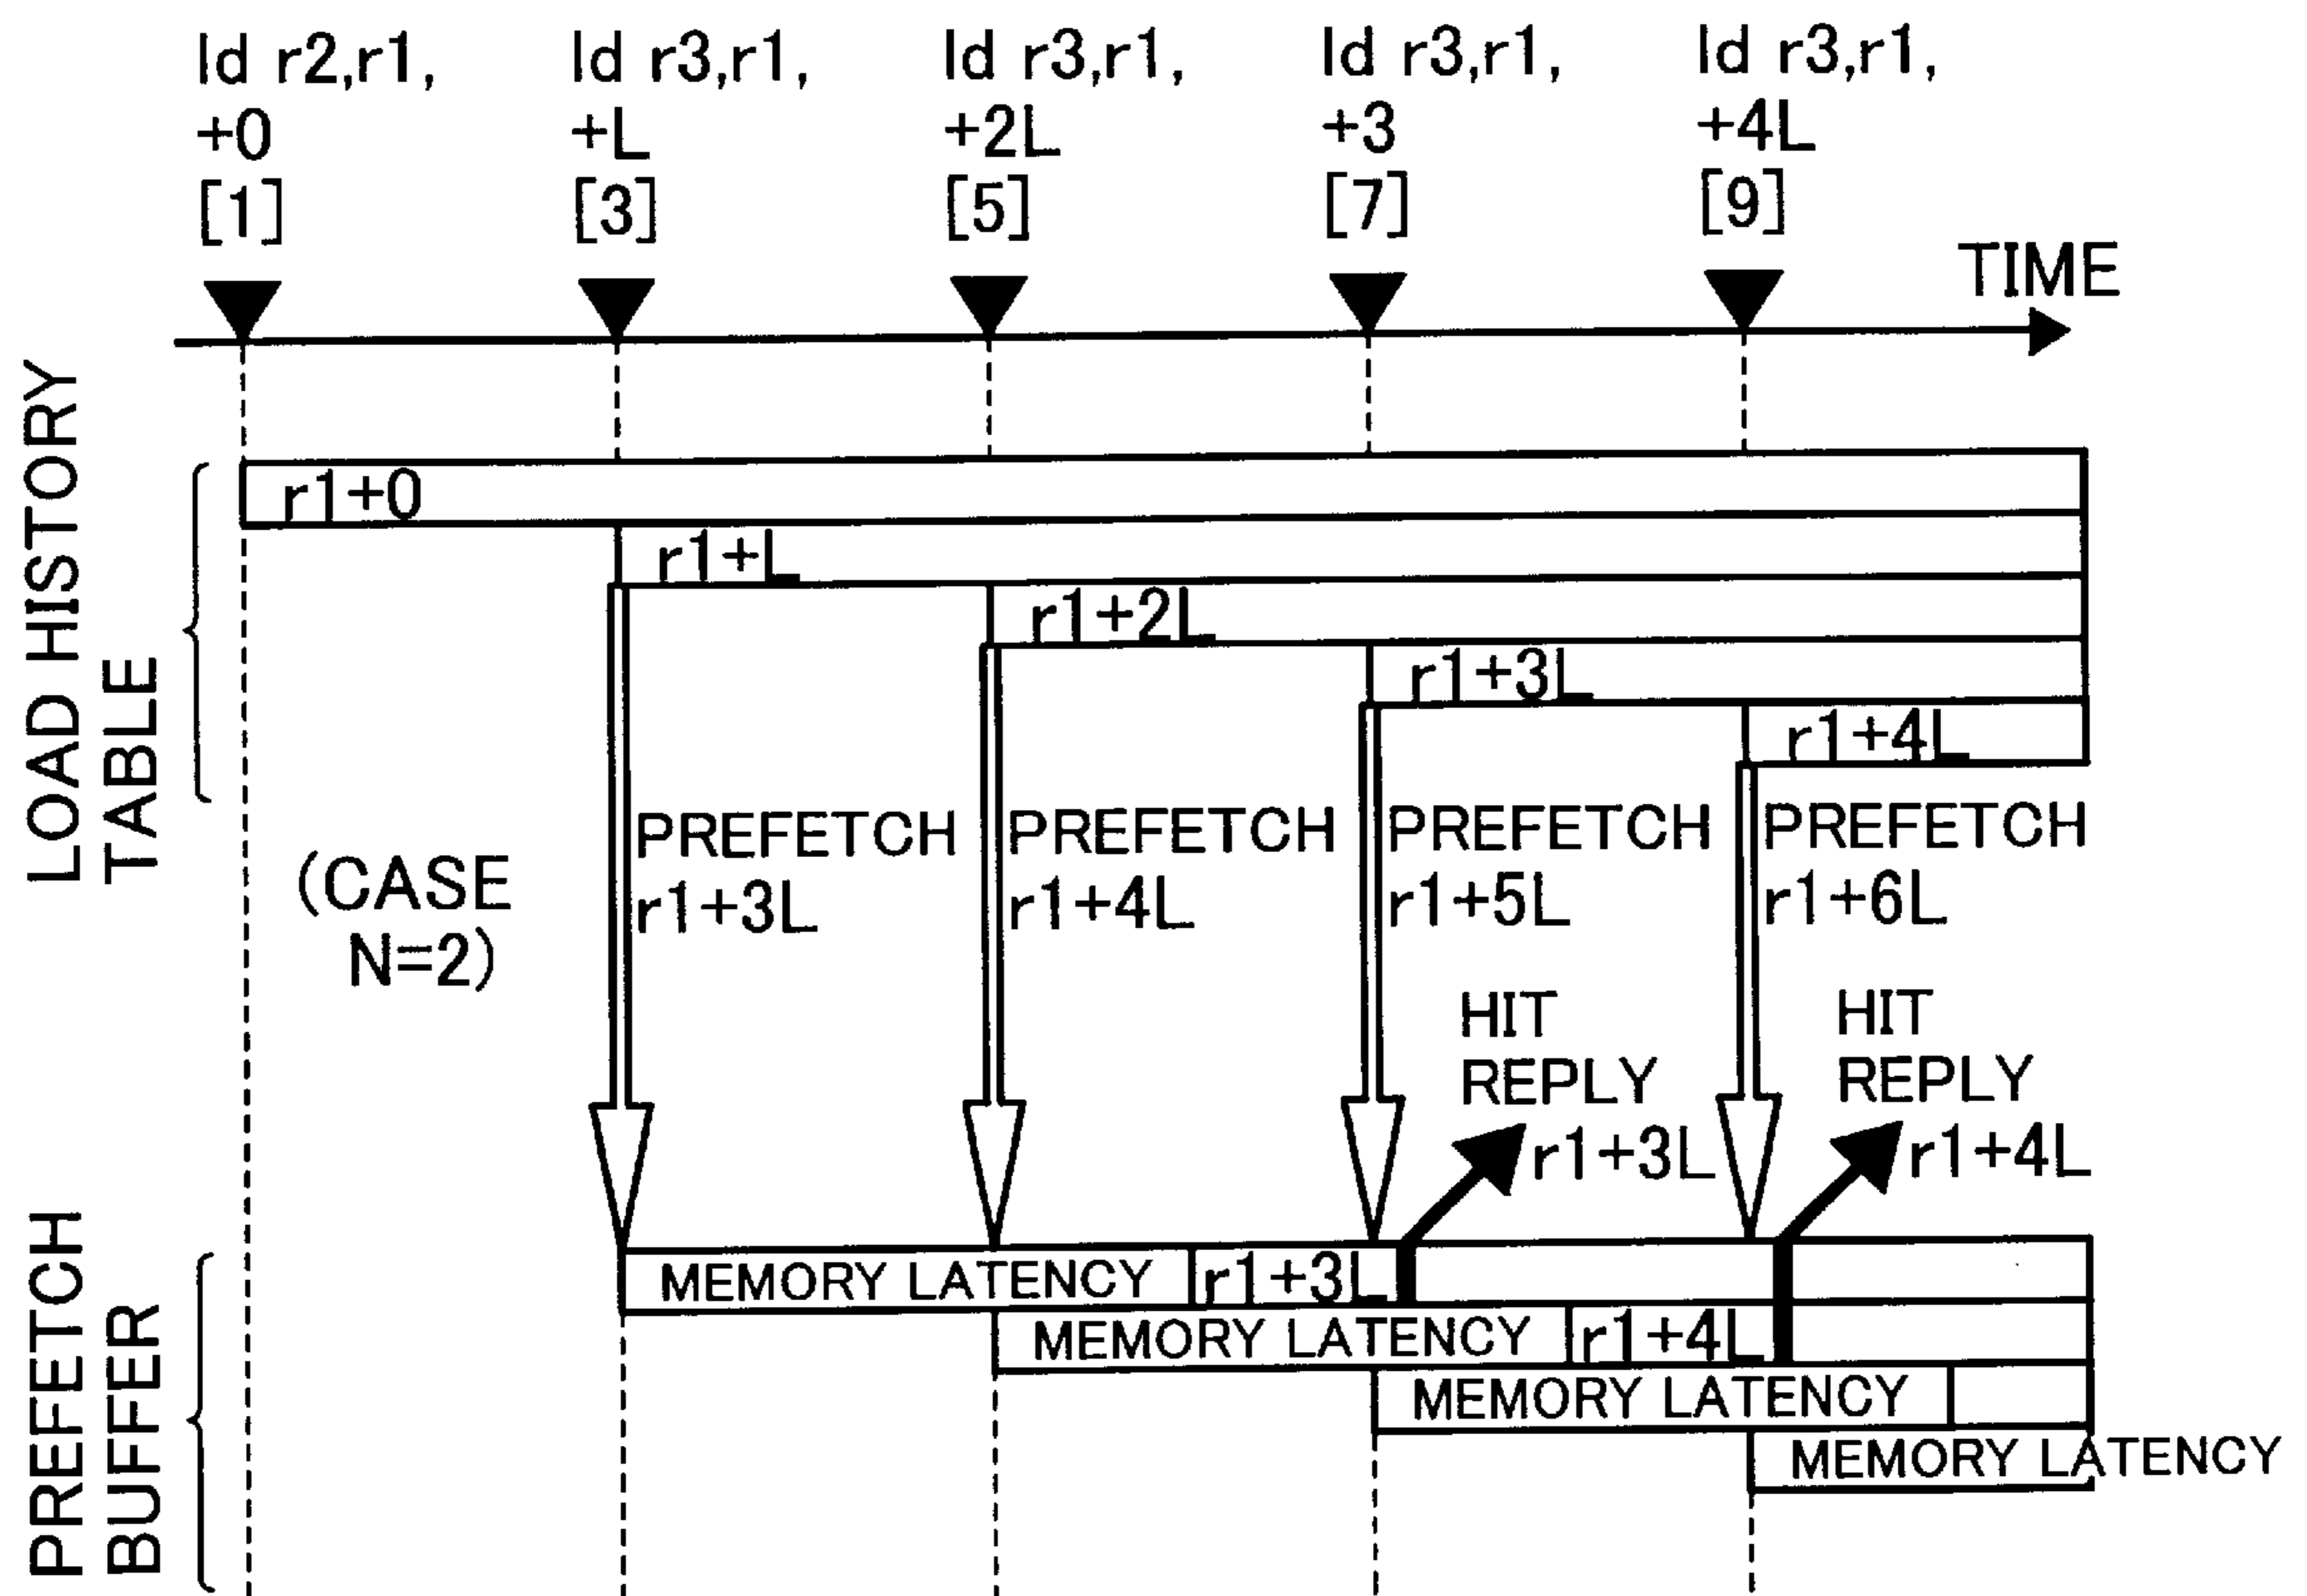 ld r2,r1,
+0
[1]
ld r3,r1,
+L
[3]
ld r3,r1,
+2L
[5]
ld r3,r1,
+3
[7]
ld r3,r1,
+4L
[9]
TIME
LOAD HISTORY
TABLE
r1+0
r1+L
r1+2L
r1+3L
r1+4L
(CASE
N=2)
PREFETCH
r1+3L
PREFETCH
r1+4L
PREFETCH
r1+5L
PREFETCH
r1+6L
HIT
REPLY
r1+3L
HIT
REPLY
r1+4L
PREFETCH
BUFFER
MEMORY LATENCY
r1+3L
MEMORY LATENCY
r1+4L
MEMORY LATENCY
MEMORY LATENCY